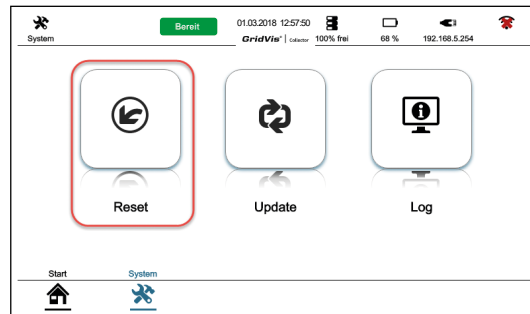 System
Bereit
01.03.2018 12:57:50
GridVis® | Collector
100% frei
68 %
192.168.5.254
Reset
Update
Log
Start
System